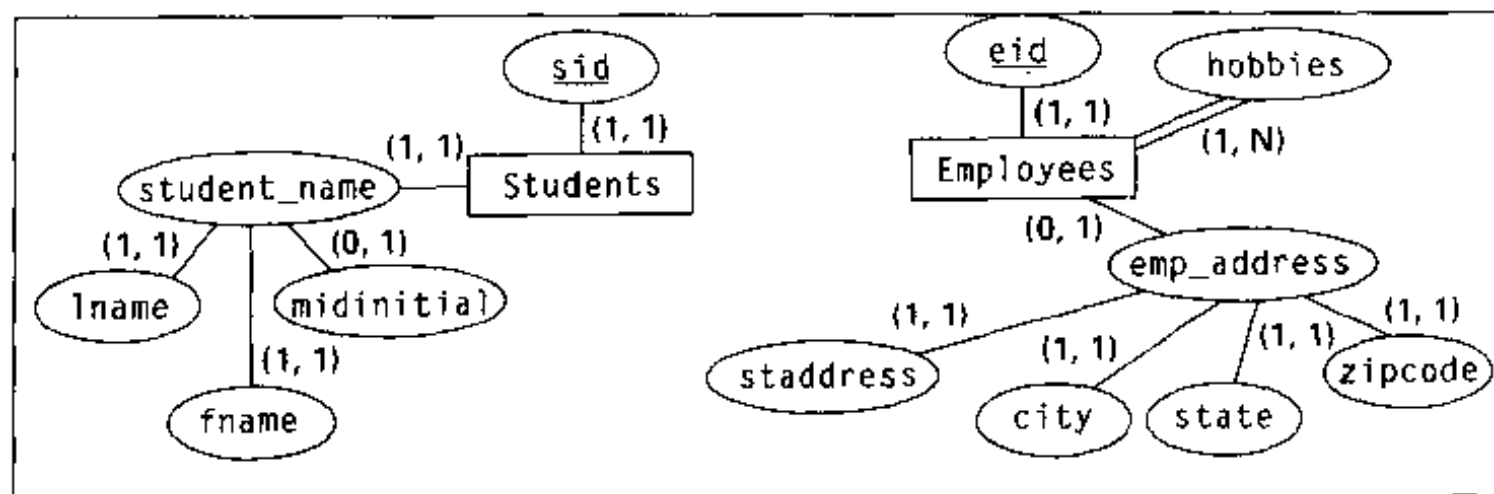 sid
(1, 1)
(1, 1)
student_name
Students
(1, 1)
(0, 1)
lname
midinitial
(1, 1)
fname
eid
hobbies
(1, 1)
(1, N)
Employees
(0, 1)
emp_address
(1, 1)
(1, 1)
(1, 1)
(1, 1)
staddress
zipcode
city
state